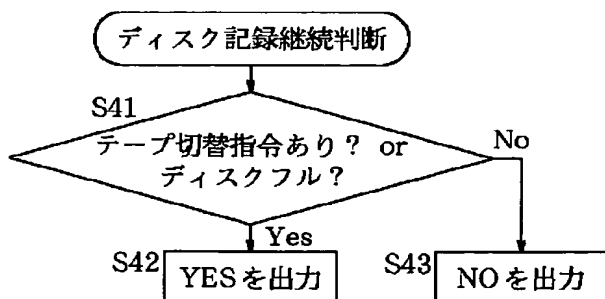 ディスク記録継続判断
S41
テープ切替指令あり？ or
ディスクフル？
No
Yes
S42
YESを出力
S43
NOを出力